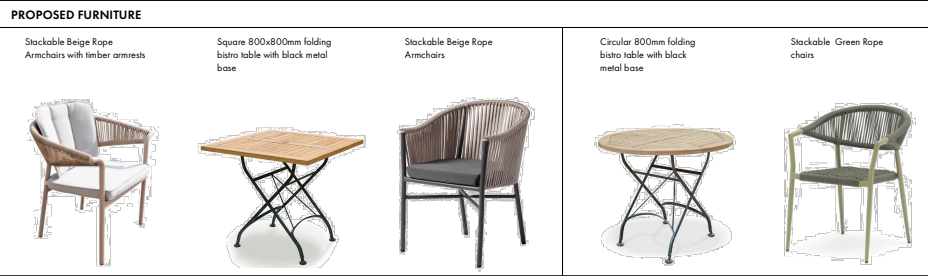 PROPOSED FURNITURE
Stackable Beige Rope
Armchairs with timber armrests
Square 800x800mm folding
bistro table with black metal
base
Stackable Beige Rope
Armchairs
Circular 800mm folding
bistro table with black
metal base
Stackable Green Rope
chairs